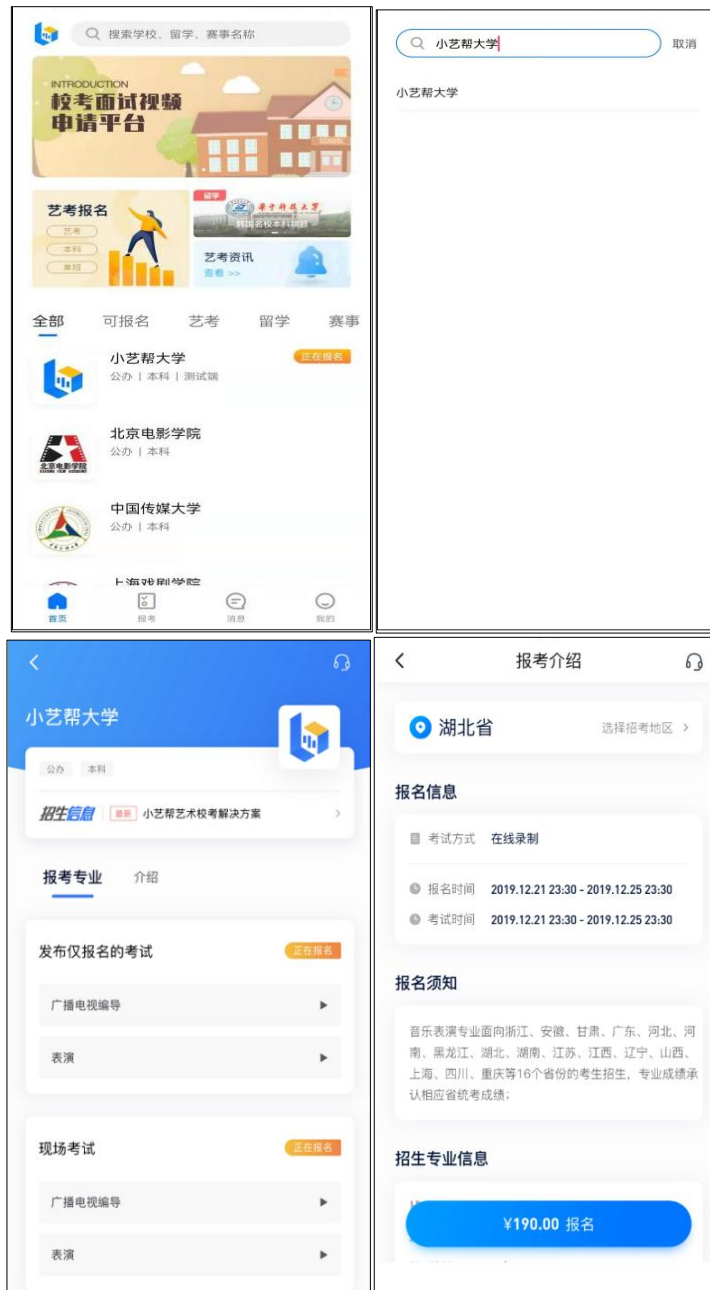 搜索学校、留学、赛事名称
INTRODUCTION
校考面试视频
申请平台
SCHOOL
艺考报名
艺考
本科
单招
留学
韩国名校本科项目
艺考资讯
查看 >>
全部 可报名 艺考 留学 赛事
小艺帮大学 正在报名
公办 | 本科 | 测试端
北京电影学院
公办 | 本科
北京电影学院
中国传媒大学
公办 | 本科
上海戏剧学院
首页 报考 消息 我的
小艺帮大学 取消
小艺帮大学
小艺帮大学
公办 本科
招生信息 最新 小艺帮艺术校考解决方案
报考专业 介绍
发布仅报名的考试 正在报名
广播电视编导
表演
现场考试 正在报名
广播电视编导
表演
报考介绍
湖北省 选择招考地区
报名信息
考试方式 在线录制
报名时间 2019.12.21 23:30 - 2019.12.25 23:30
考试时间 2019.12.21 23:30 - 2019.12.25 23:30
报名须知
音乐表演专业面向浙江、安徽、甘肃、广东、河北、河
南、黑龙江、湖北、湖南、江苏、江西、辽宁、山西、
上海、四川、重庆等16个省份的考生招生，专业成绩承
认相应省统考成绩；
招生专业信息
¥190.00 报名